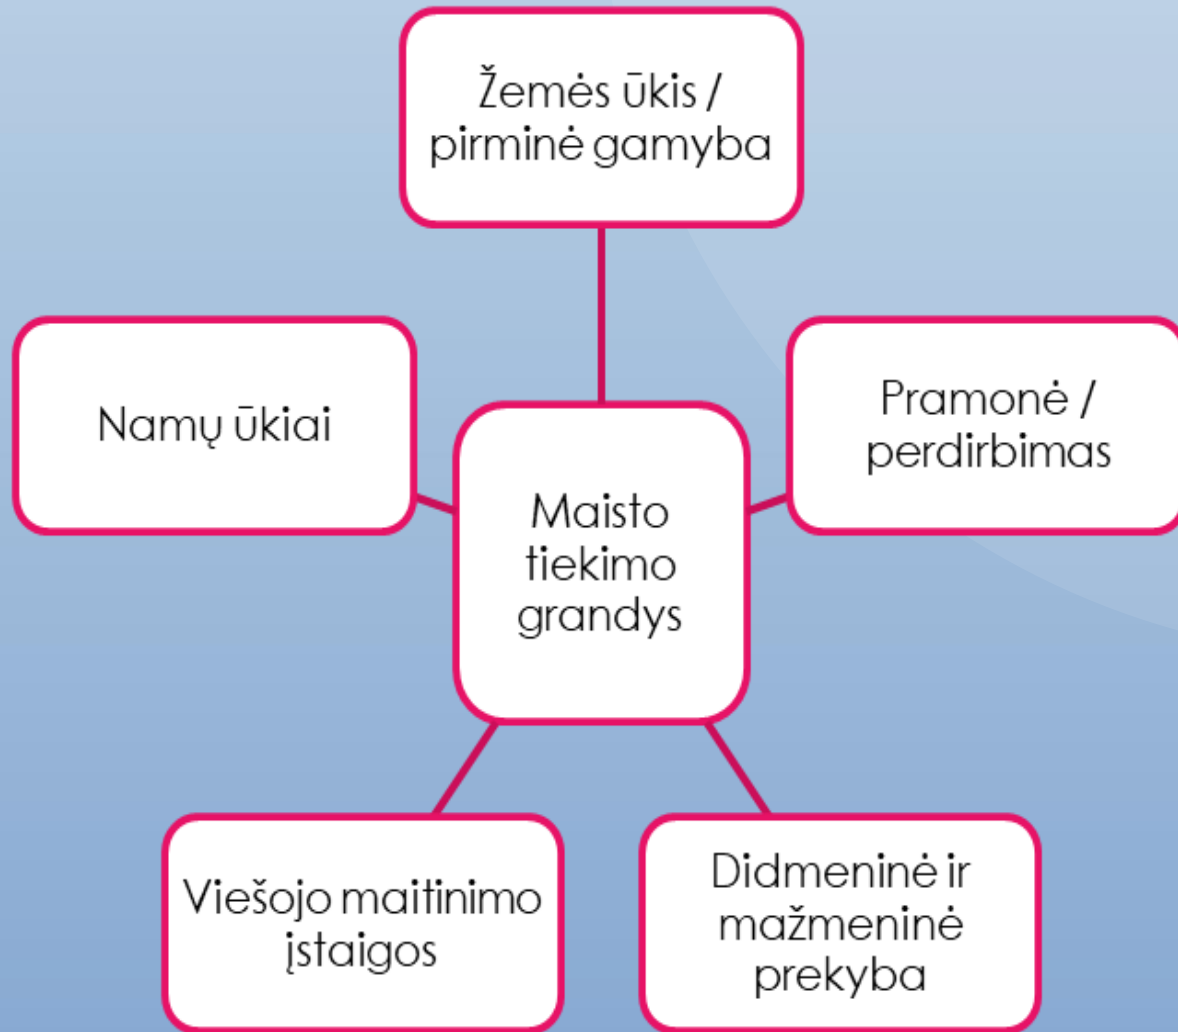 Žemės ūkis /
pirminė gamyba
Namų ūkiai
Pramonė /
perdirbimas
Maisto
tiekimo
grandys
Viešojo maitinimo
įstaigos
Didmeninė ir
mažmeninė
prekyba